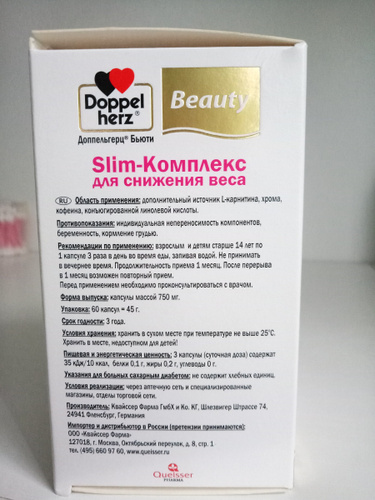 Doppel
herz®
Beauty
Доппельгерц® Бьюти
Slim-Комплекс
для снижения веса
RU Область применения: дополнительный источник L-карнитина, хрома,
кофеина, конъюгированной линолевой кислоты.
Противопоказания: индивидуальная непереносимость компонентов,
беременность, кормление грудью.
Рекомендации по применению: взрослым и детям старше 14 лет по
1 капсуле 3 раза в день во время еды, запивая водой. Не принимать
в вечернее время. Продолжительность приема 1 месяц. После перерыва
в 1 месяц возможен повторный прием.
Перед применением необходимо проконсультироваться с врачом.
Форма выпуска: капсулы массой 750 мг.
Упаковка: 60 капсул = 45 г.
Срок годности: 3 года.
Условия хранения: хранить в сухом месте при температуре не выше 25°С.
Хранить в месте, недоступном для детей!
Пищевая и энергетическая ценность: 3 капсулы (суточная доза) содержат
35 кДж/10 ккал, белки 0,1 г, жиры 0,2 г, углеводы 0 г.
Указания для больных сахарным диабетом: не содержат хлебных единиц.
Условия реализации: через аптечную сеть и специализированные
магазины, отделы торговой сети.
Производитель: Квайссер Фарма ГмбХ и Ко. КГ, Шлезвигер Штрассе 74,
24941 Фленсбург, Германия
Импортер и дистрибьютор в России (претензии принимаются):
ООО «Квайссер Фарма»
127018, г. Москва, Октябрьский переулок, д. 8, стр. 1
тел. (495) 660 97 60, www.queisser.ru
Queisser
PHARMA